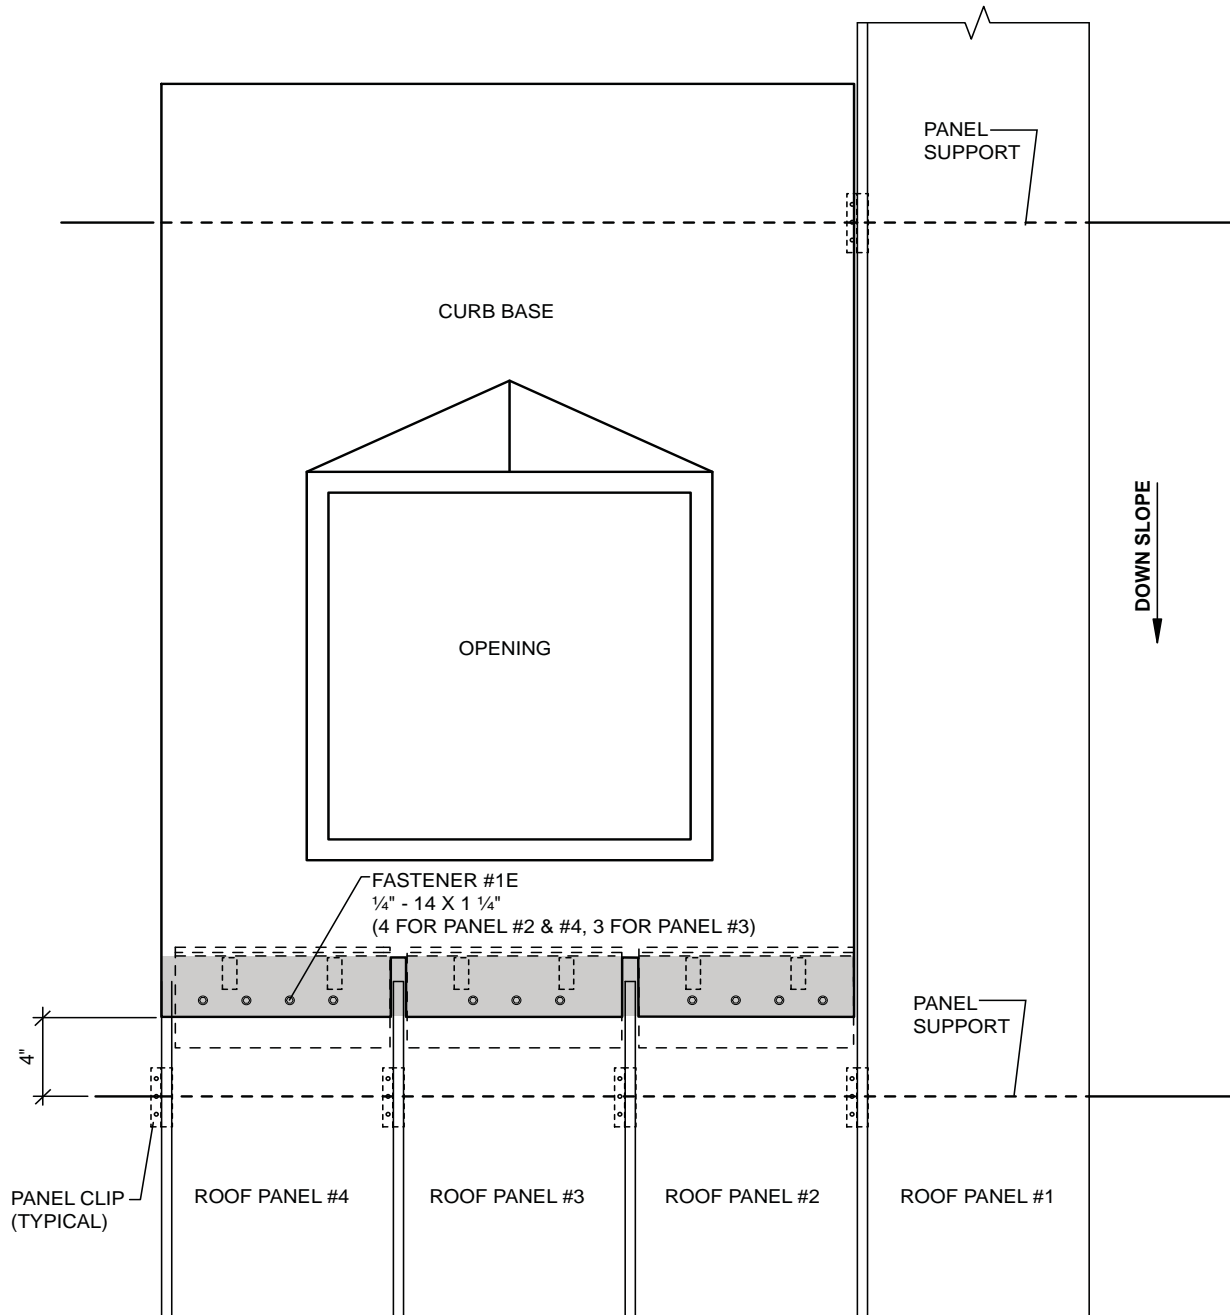 PANEL
SUPPORT
CURB BASE
DOWN SLOPE
OPENING
FASTENER #1E
¼" - 14 X 1 ¼"
(4 FOR PANEL #2 & #4, 3 FOR PANEL #3)
PANEL
SUPPORT
4"
PANEL CLIP
(TYPICAL)
ROOF PANEL #4
ROOF PANEL #3
ROOF PANEL #2
ROOF PANEL #1